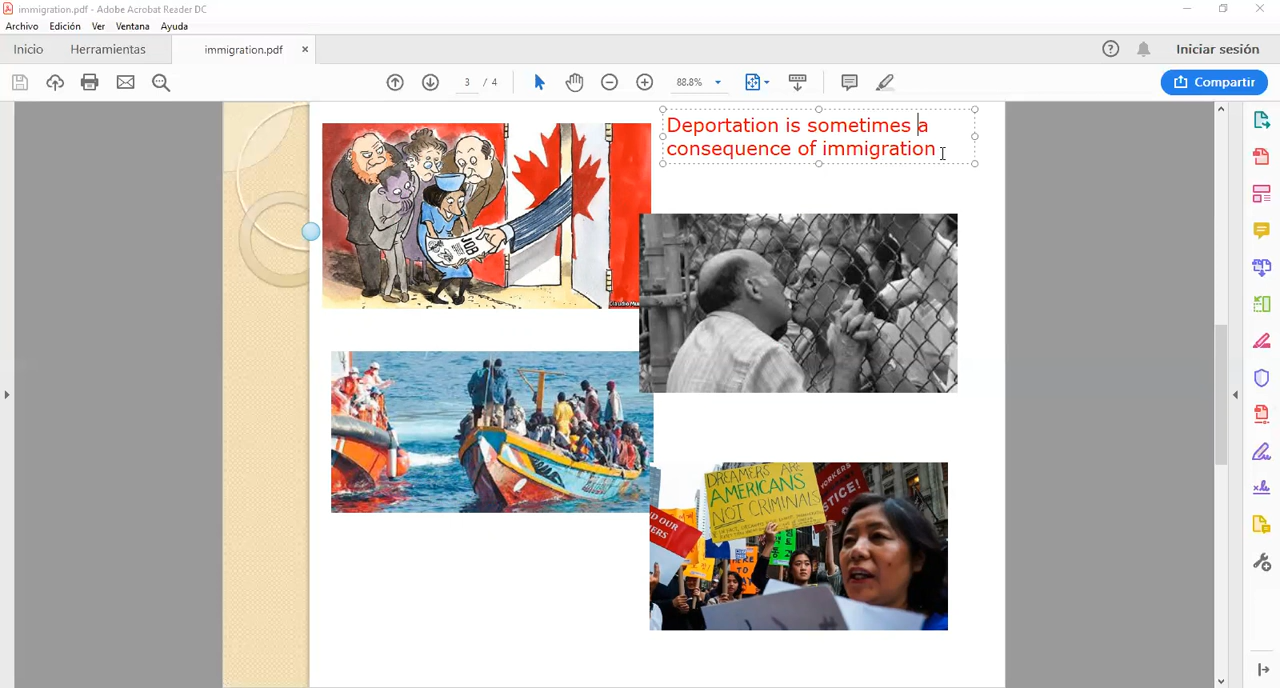 immigration.pdf - Adobe Acrobat Reader DC
Archivo Edición Ver Ventana Ayuda
Inicio Herramientas immigration.pdf × Iniciar sesión
3 / 4 88.8% Compartir
Deportation is sometimes a
consequence of immigration
JOB
DREAMERS ARE
AMERICANS
NOT CRIMINALS
WORKERS
JUSTICE!